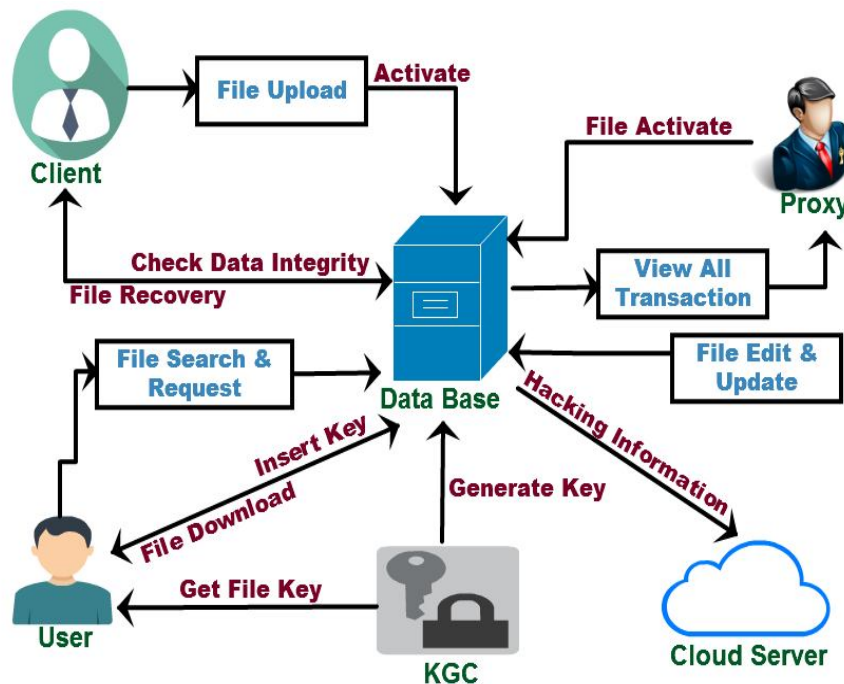 File Upload
Activate
Client
File Activate
Proxy
Check Data Integrity
File Recovery
View All
Transaction
File Search &
Request
File Edit &
Update
Data Base
Hacking Information
Insert Key
File Download
Generate Key
Get File Key
User
KGC
Cloud Server